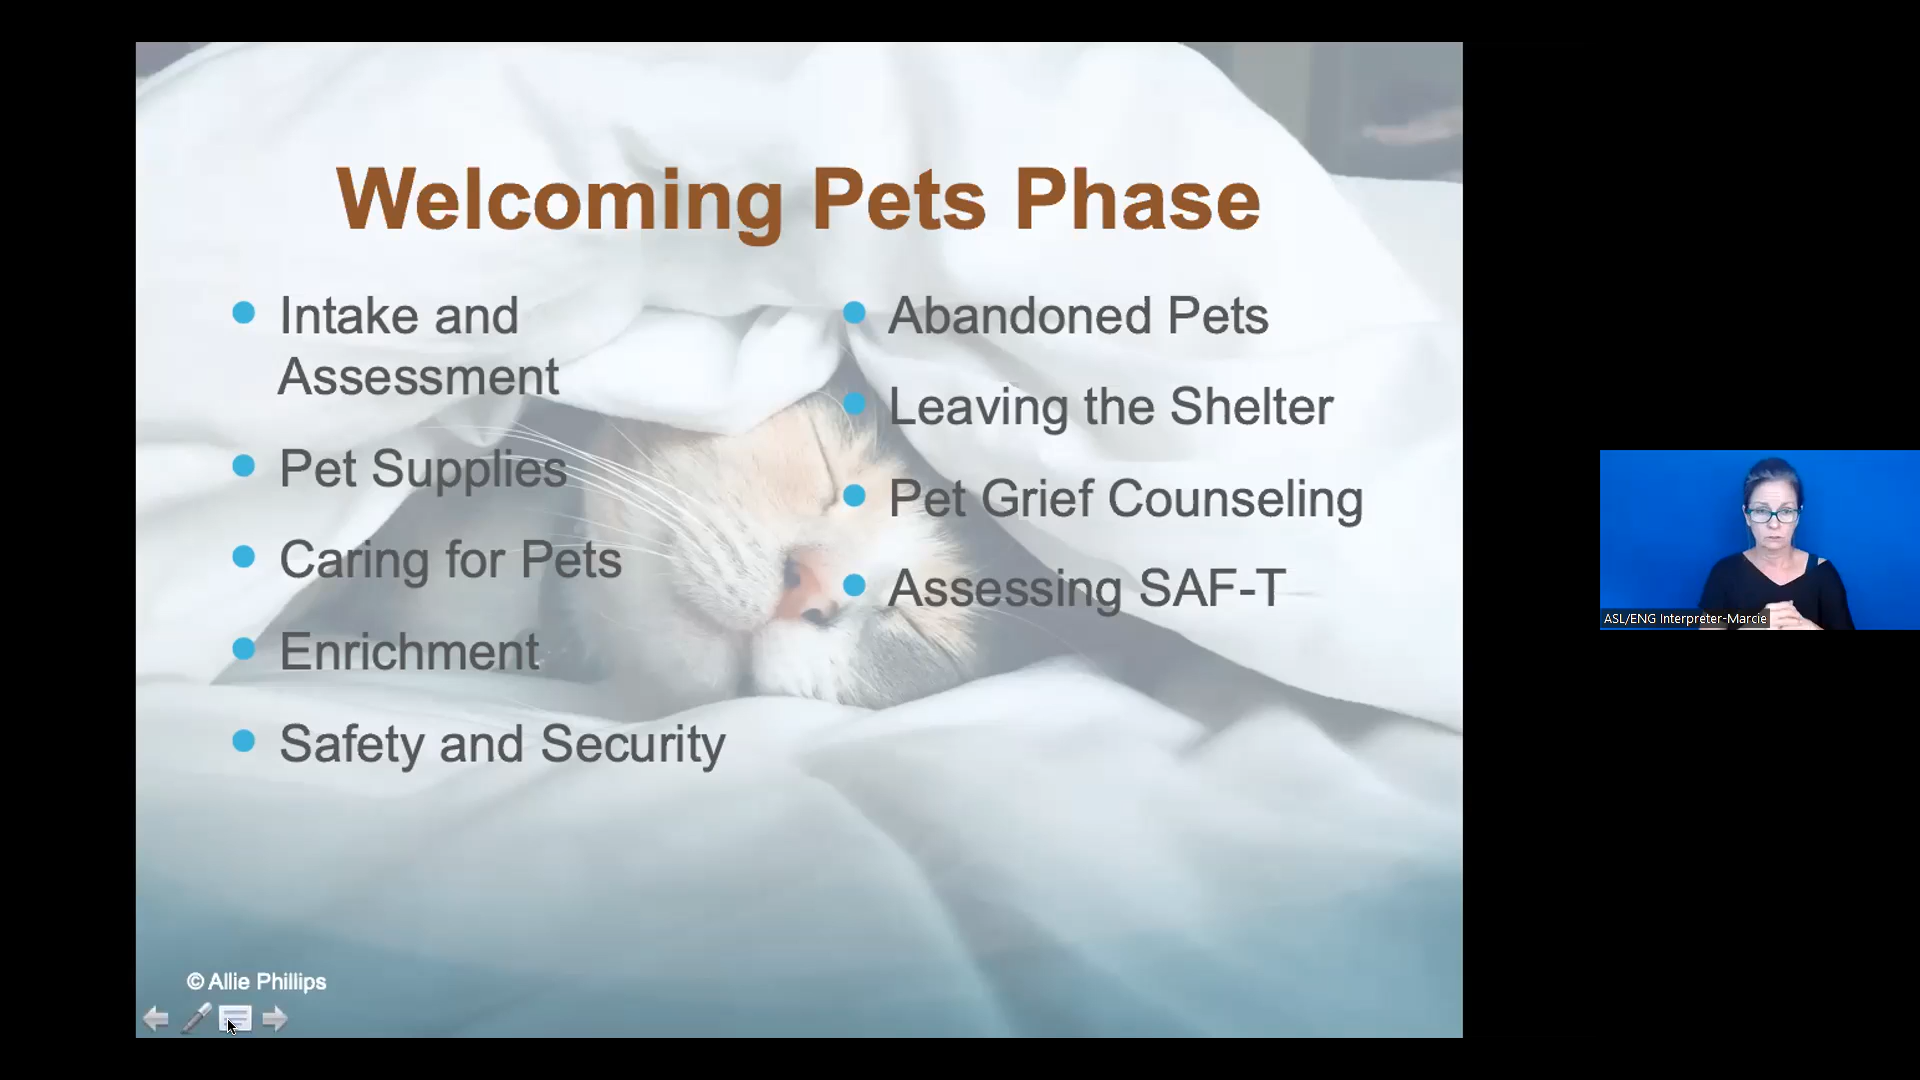 Welcoming Pets Phase
Intake and
Assessment
Pet Supplies
Caring for Pets
Enrichment
Safety and Security
Abandoned Pets
Leaving the Shelter
Pet Grief Counseling
Assessing SAF-T
© Allie Phillips
ASL/ENG Interpreter-Marcie